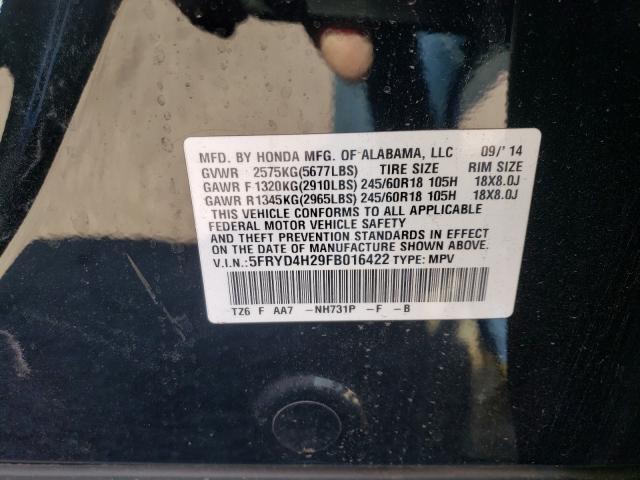 MFD. BY HONDA MFG. OF ALABAMA, LLC 09/'14
GVWR 2575KG(5677LBS) TIRE SIZE RIM SIZE
GAWR F 1320KG(2910LBS) 245/60R18 105H 18X8.0J
GAWR R 1345KG(2965LBS) 245/60R18 105H 18X8.0J
THIS VEHICLE CONFORMS TO ALL APPLICABLE
FEDERAL MOTOR VEHICLE SAFETY
AND THEFT PREVENTION STANDARDS IN EFFECT
ON THE DATE OF MANUFACTURE SHOWN ABOVE.
V.I.N.:5FRYD4H29FB016422 TYPE: MPV
TZ6 F AA7 -NH731P -F -B